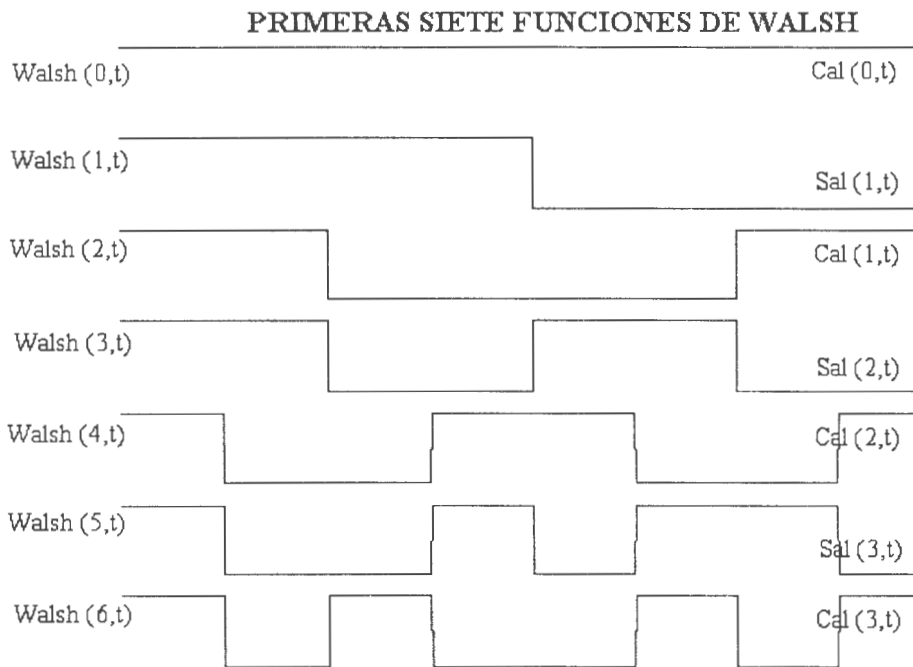 PRIMERAS SIETE FUNCIONES DE WALSH
Walsh (0,t) Cal (0,t)
Walsh (1,t) Sal (1,t)
Walsh (2,t) Cal (1,t)
Walsh (3,t) Sal (2,t)
Walsh (4,t) Cal (2,t)
Walsh (5,t) Sal (3,t)
Walsh (6,t) Cal (3,t)